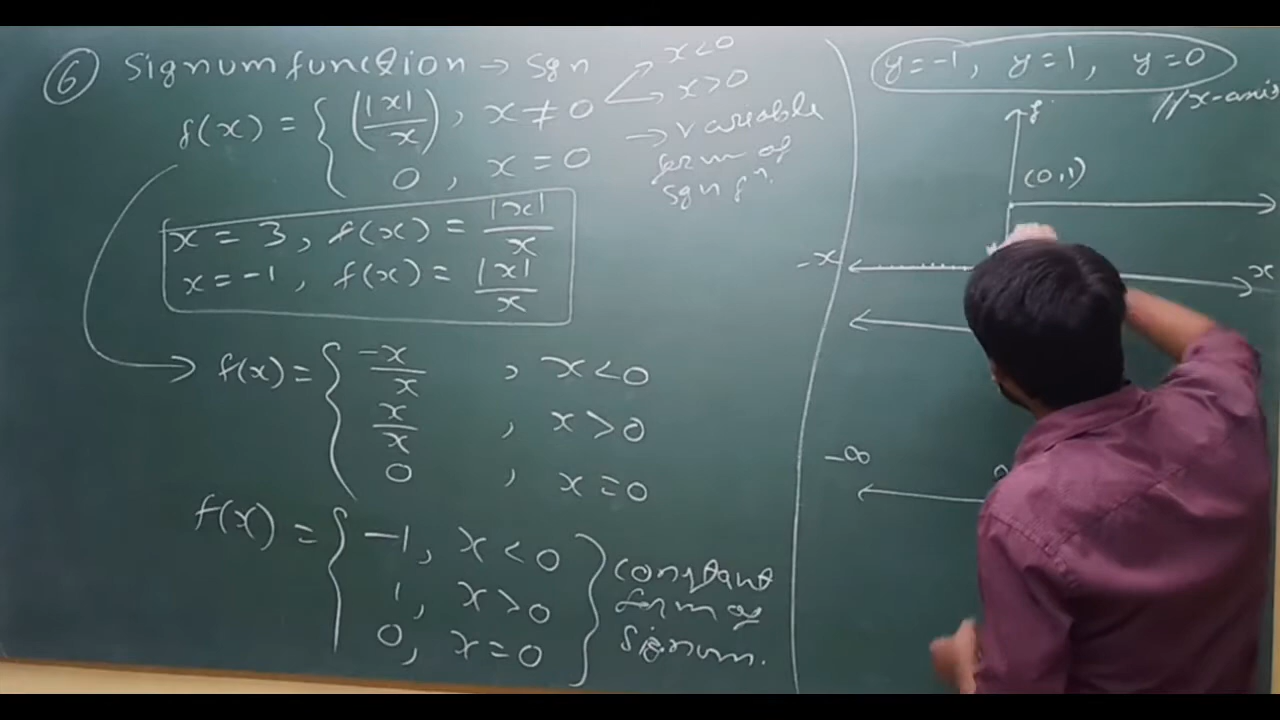 ⑥ Signum function → sgn
x < 0
x > 0
f(x) = { |x|/x , x ≠ 0
0 , x = 0
→ variable
form of
sgn fⁿ.
x = 3 , f(x) = |x|/x
x = -1 , f(x) = |x|/x
f(x) = { -x/x , x < 0
x/x , x > 0
0 , x = 0
f(x) = { -1 , x < 0
1 , x > 0
0 , x = 0 }
constant
form of
signum.
y = -1 , y = 1 , y = 0
// x-axis
(0,1)
-x
x
-∞